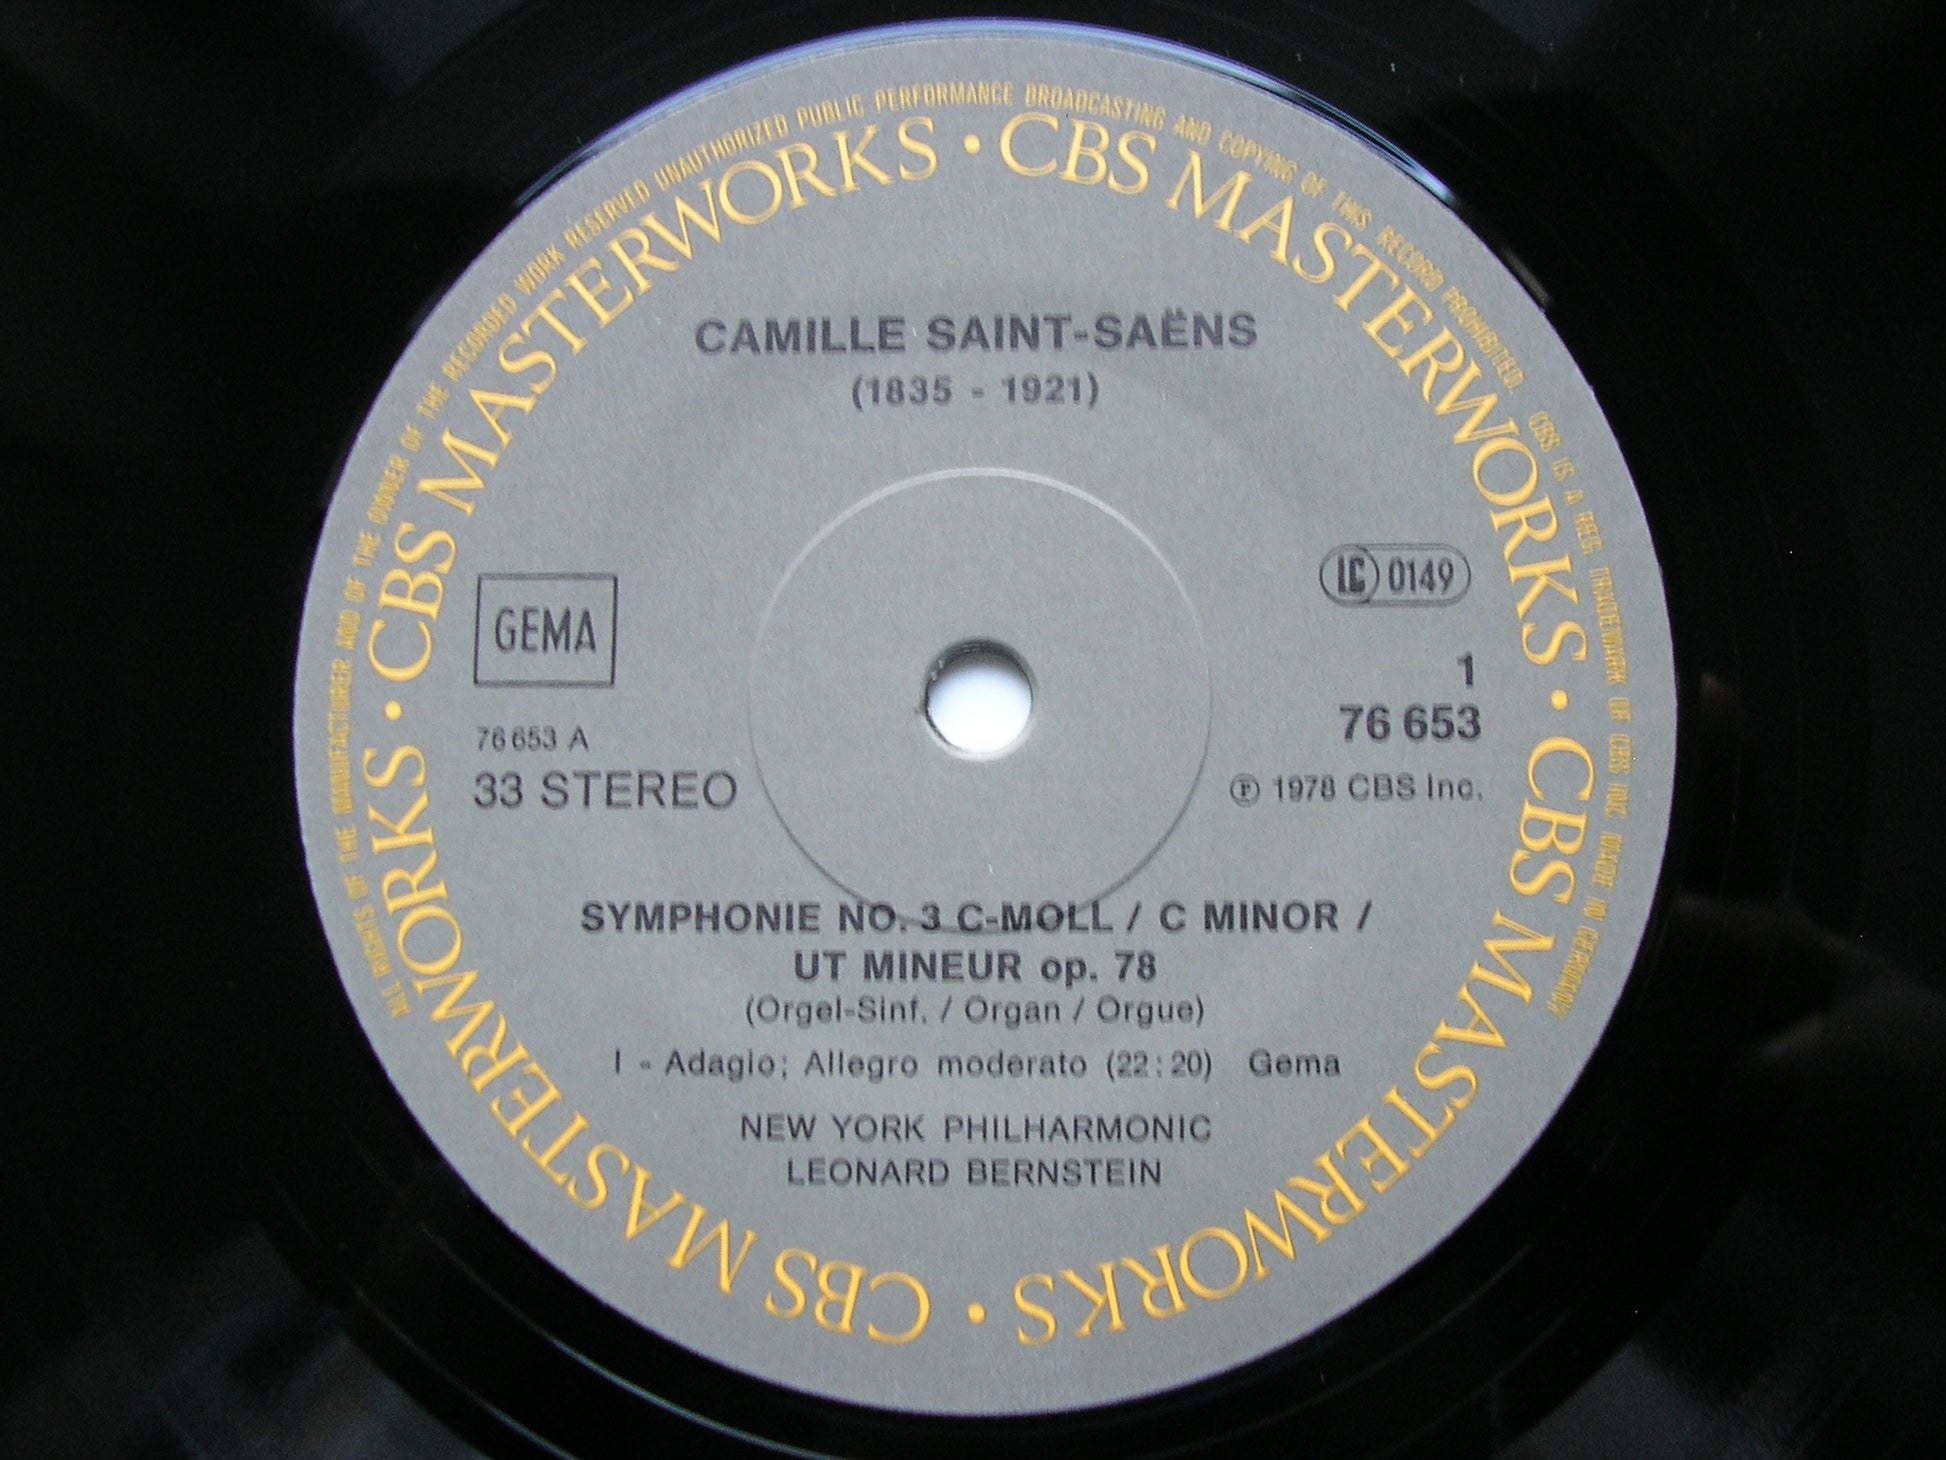 ALL RIGHTS OF THE MANUFACTURER AND OF THE OWNER OF THE RECORDED WORK RESERVED UNAUTHORIZED PUBLIC PERFORMANCE BROADCASTING AND COPYING OF THIS RECORD PROHIBITED. CBS IS A REG. TRADEMARK OF CBS INC. MADE IN GERMANY
CBS MASTERWORKS • CBS MASTERWORKS • CBS MASTERWORKS • CBS MASTERWORKS •
CAMILLE SAINT-SAËNS
(1835 - 1921)
GEMA
LC 0149
1
76 653
76 653 A
33 STEREO
℗ 1978 CBS Inc.
SYMPHONIE NO. 3 C-MOLL / C MINOR /
UT MINEUR op. 78
(Orgel-Sinf. / Organ / Orgue)
I - Adagio; Allegro moderato (22:20) Gema
NEW YORK PHILHARMONIC
LEONARD BERNSTEIN